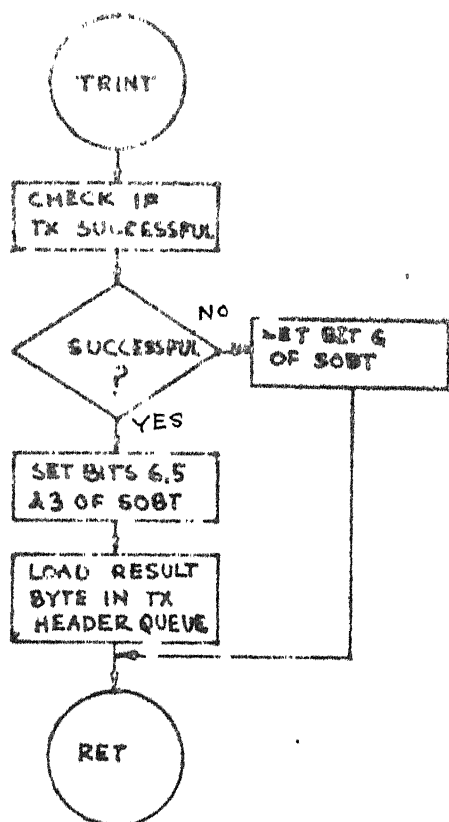 TRINT
CHECK IF
TX SUCCESSFUL
NO
SUCCESSFUL
?
SET BIT 6
OF SOBT
YES
SET BITS 6,5
&3 OF SOBT
LOAD RESULT
BYTE IN TX
HEADER QUEUE
RET